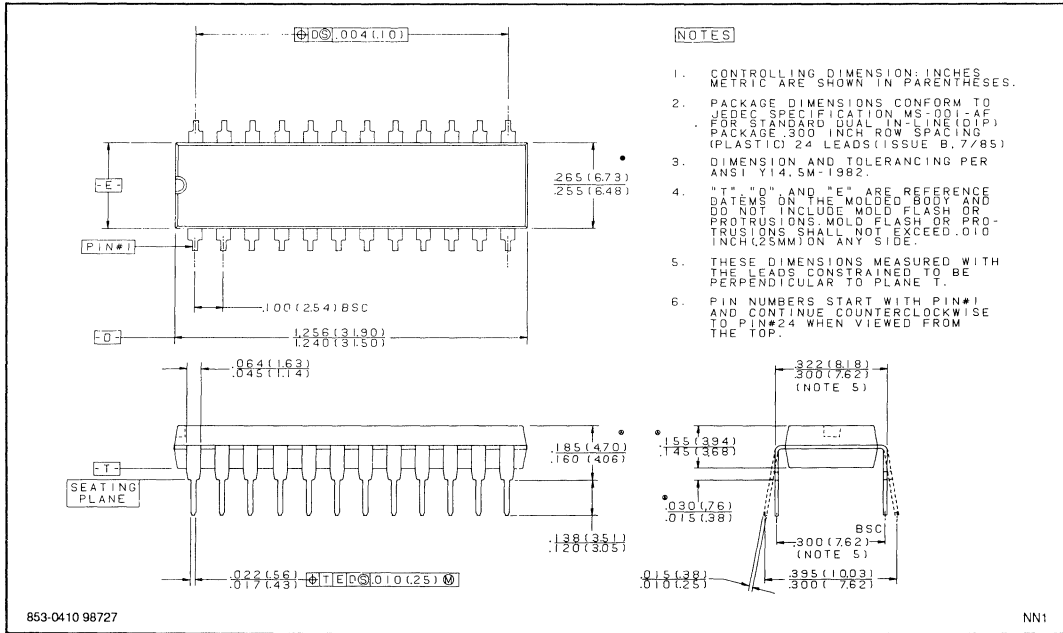 ⌖ D Ⓢ .004 (.10)
NOTES
1. CONTROLLING DIMENSION: INCHES
METRIC ARE SHOWN IN PARENTHESES.
2. PACKAGE DIMENSIONS CONFORM TO
JEDEC SPECIFICATION MS-001-AF
FOR STANDARD DUAL IN-LINE (DIP)
PACKAGE .300 INCH ROW SPACING
(PLASTIC) 24 LEADS (ISSUE B, 7/85)
3. DIMENSION AND TOLERANCING PER
ANSI Y14.5M-1982.
4. "T", "D", AND "E" ARE REFERENCE
DATEMS ON THE MOLDED BODY AND
DO NOT INCLUDE MOLD FLASH OR
PROTRUSIONS. MOLD FLASH OR PRO-
TRUSIONS SHALL NOT EXCEED .010
INCH (.25MM) ON ANY SIDE.
5. THESE DIMENSIONS MEASURED WITH
THE LEADS CONSTRAINED TO BE
PERPENDICULAR TO PLANE T.
6. PIN NUMBERS START WITH PIN#1
AND CONTINUE COUNTERCLOCKWISE
TO PIN#24 WHEN VIEWED FROM
THE TOP.
-E-
.265 (6.73)
.255 (6.48)
PIN#1
.100 (2.54) BSC
-D-
1.256 (31.90)
1.240 (31.50)
.064 (1.63)
.045 (1.14)
.322 (8.18)
.300 (7.62)
(NOTE 5)
.185 (4.70)
.160 (4.06)
.155 (3.94)
.145 (3.68)
-T-
SEATING
PLANE
.030 (.76)
.015 (.38)
.138 (3.51)
.120 (3.05)
BSC
.300 (7.62)
(NOTE 5)
.022 (.56)
.017 (.43)
⌖ T E D Ⓢ .010 (.25) Ⓜ
.015 (.38)
.010 (.25)
.395 (10.03)
.300 (7.62)
853-0410 98727
NN1